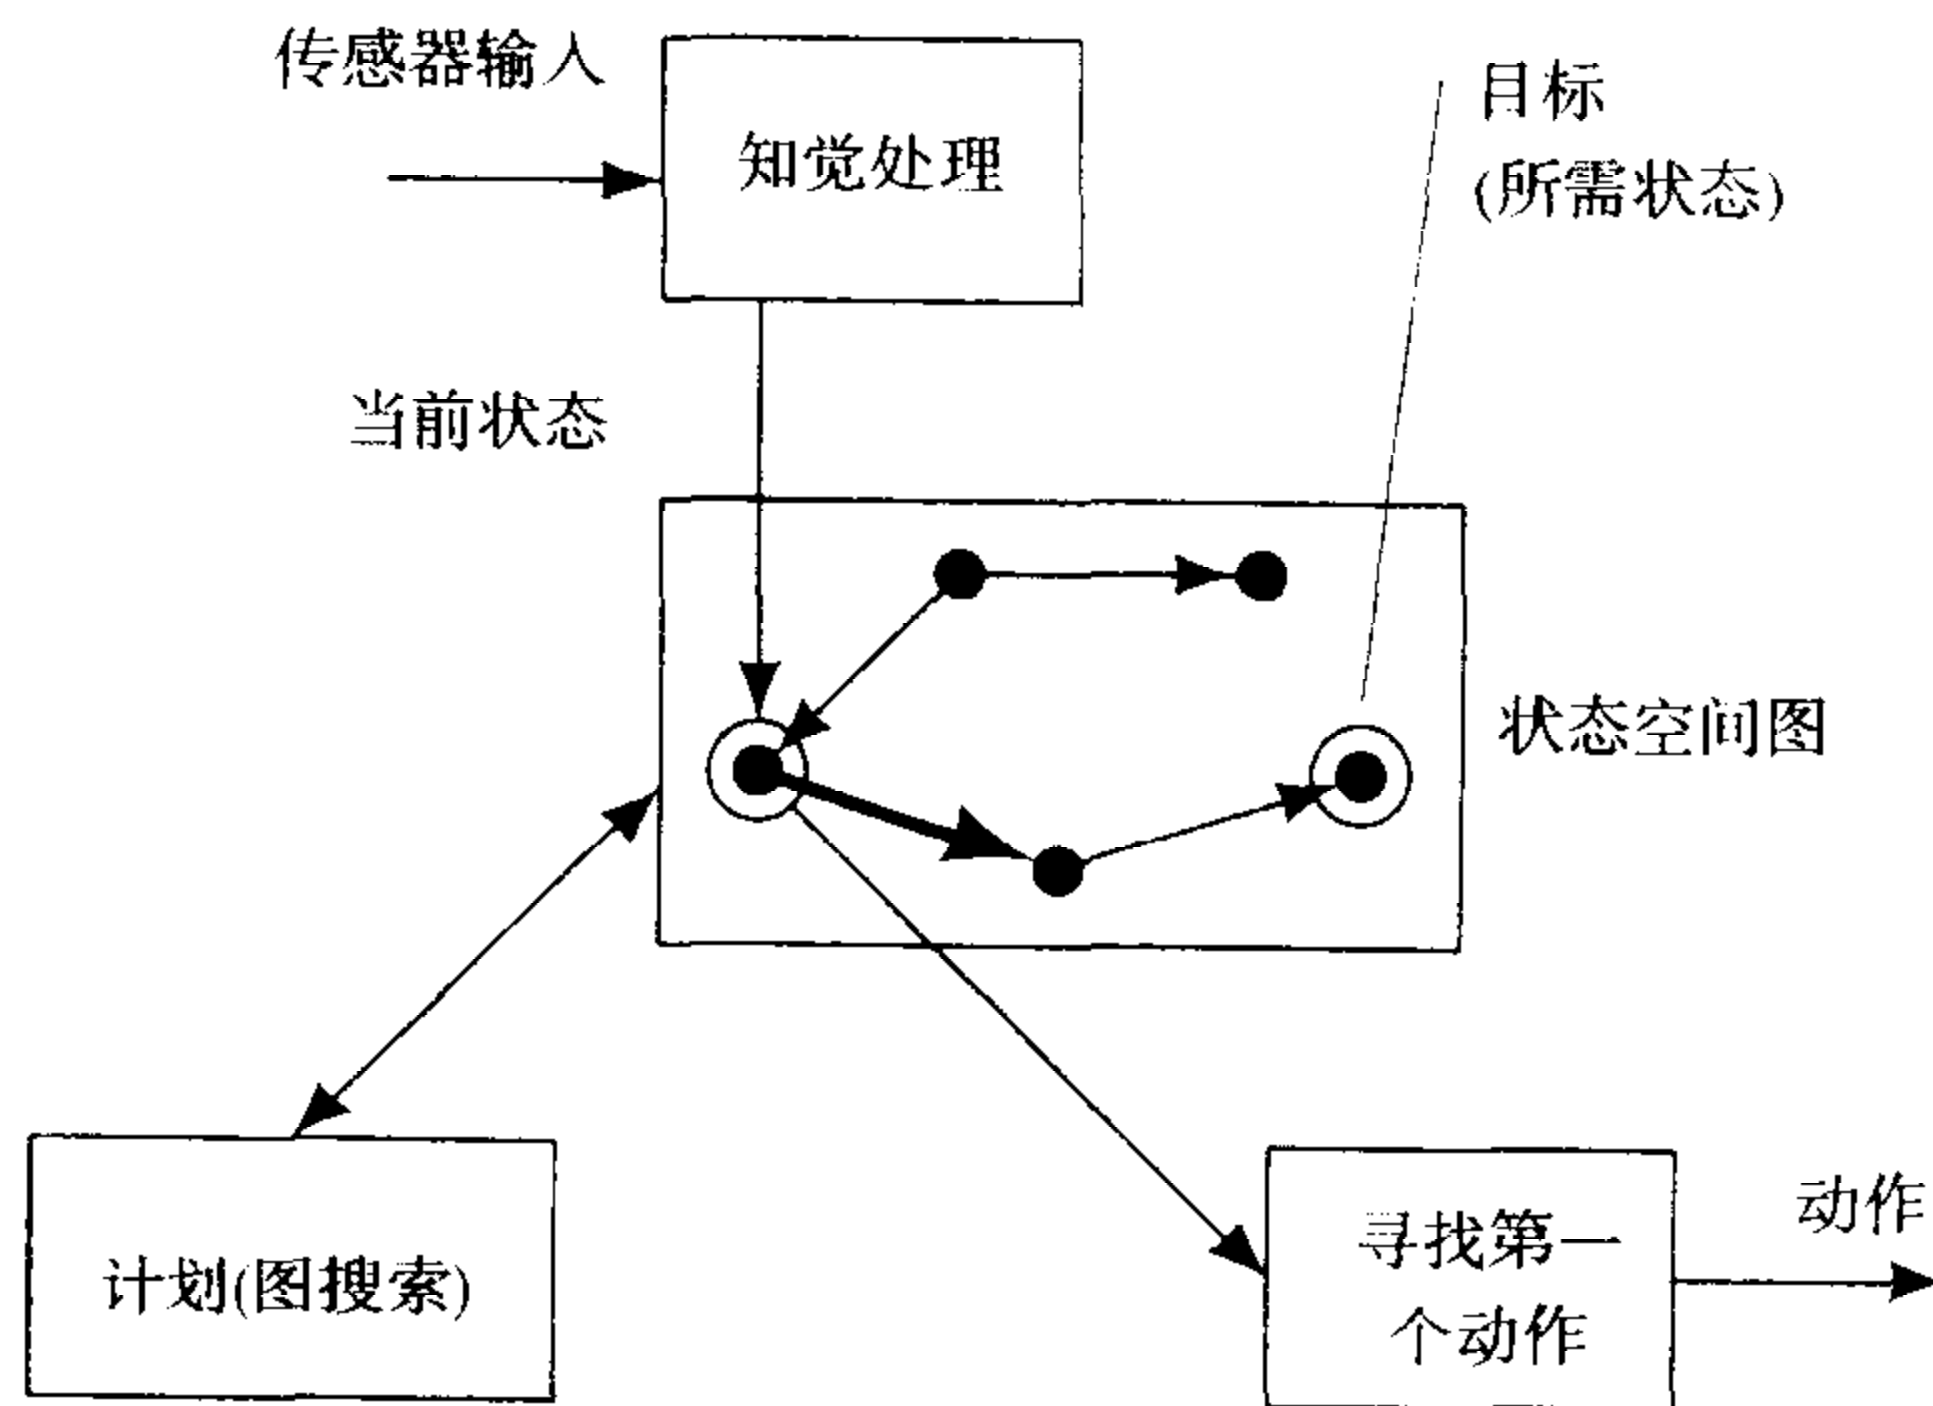 传感器输入
知觉处理
目标
(所需状态)
当前状态
状态空间图
计划(图搜索)
寻找第一
个动作
动作